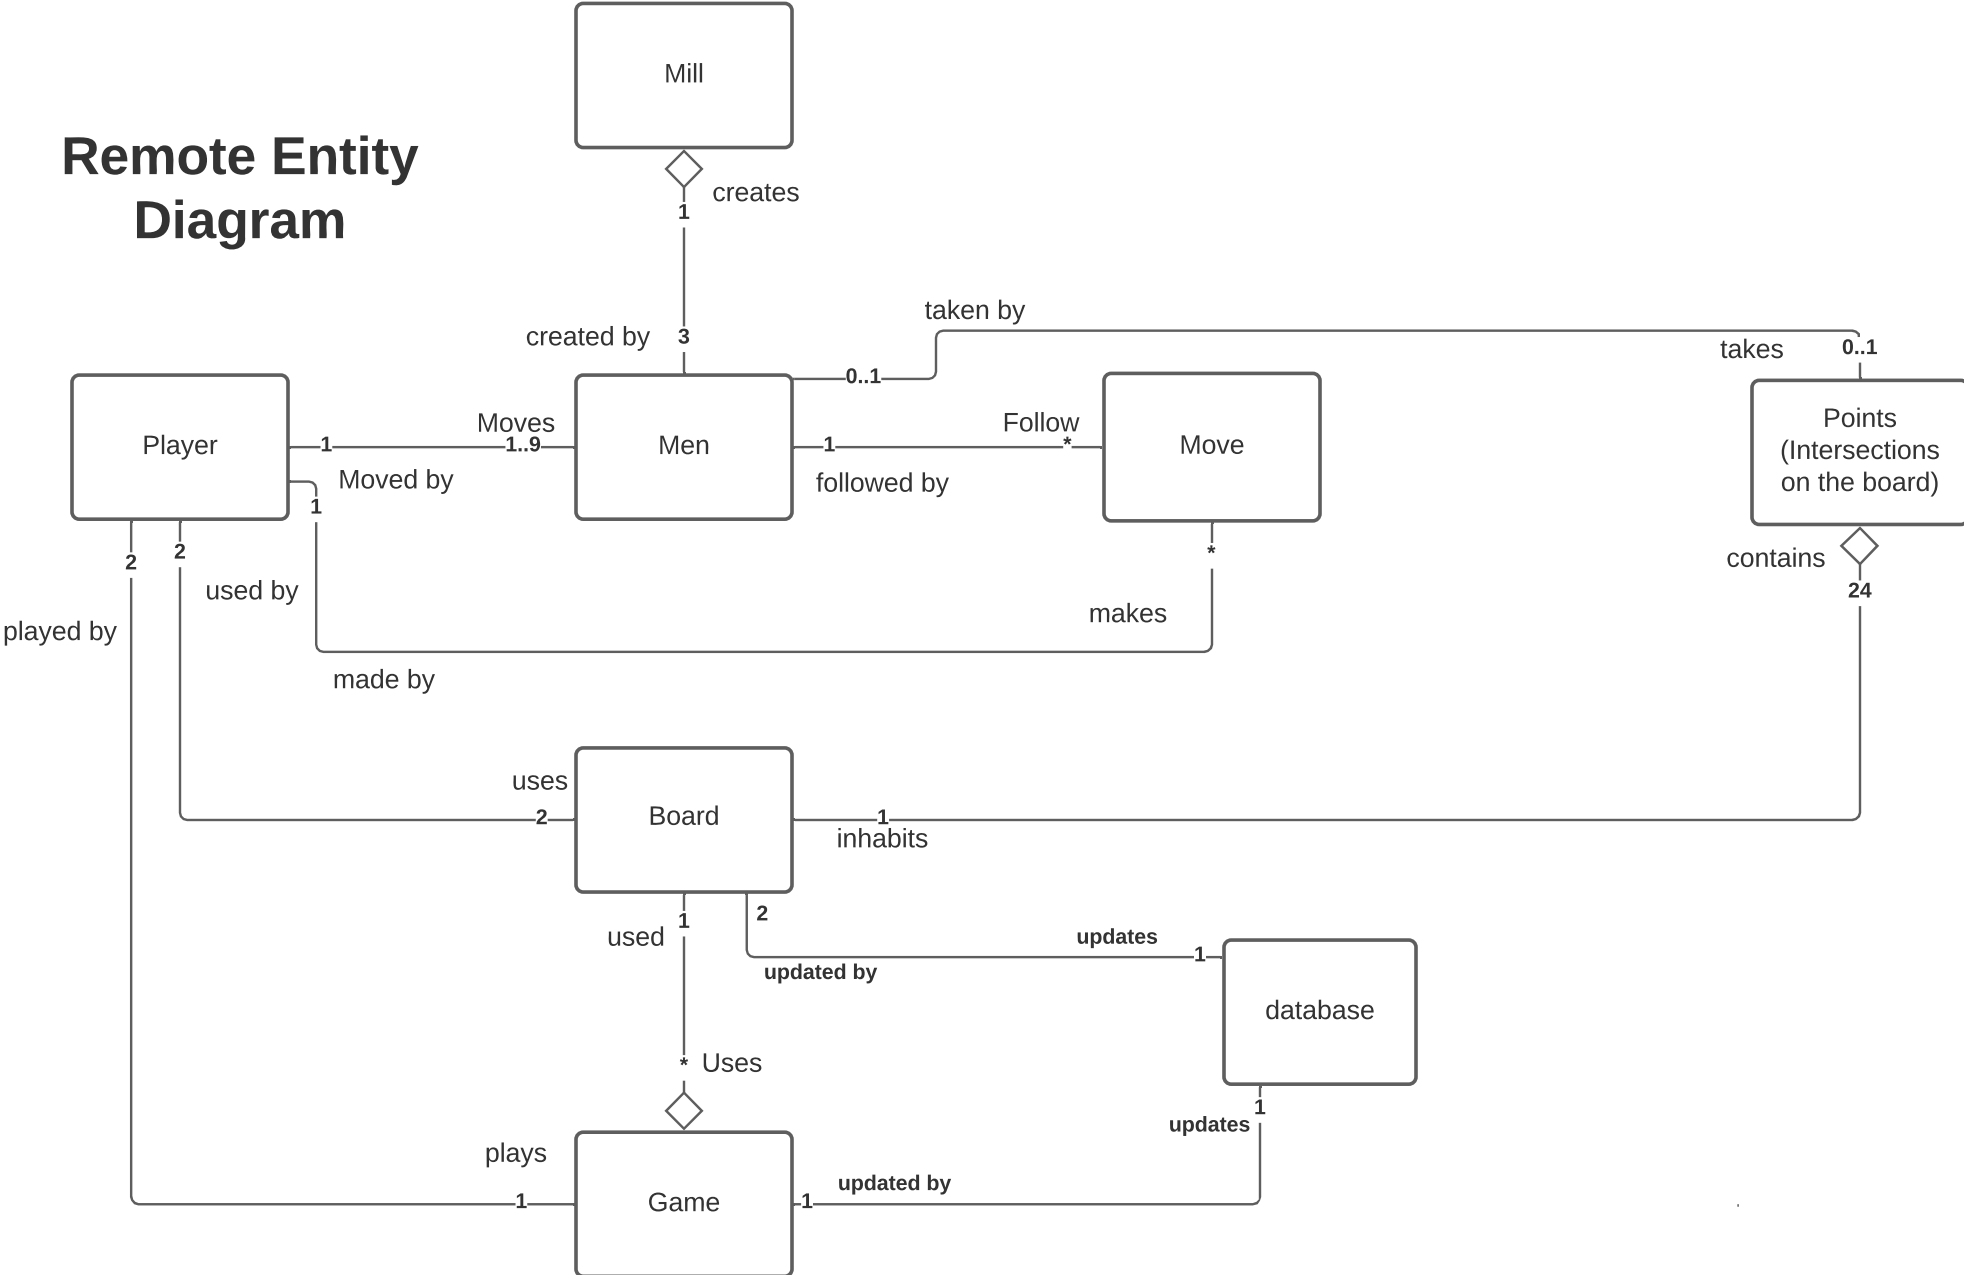 Mill
Remote Entity
Diagram
creates
1
created by
3
taken by
takes
0..1
0..1
Player
1
Moves
1..9
Moved by
Men
1
Follow
*
followed by
Move
Points
(Intersections
on the board)
1
2
2
used by
played by
made by
*
makes
contains
24
uses
2
Board
1
inhabits
1
used
2
updated by
updates
1
database
*
Uses
1
updates
plays
1
Game
1
updated by